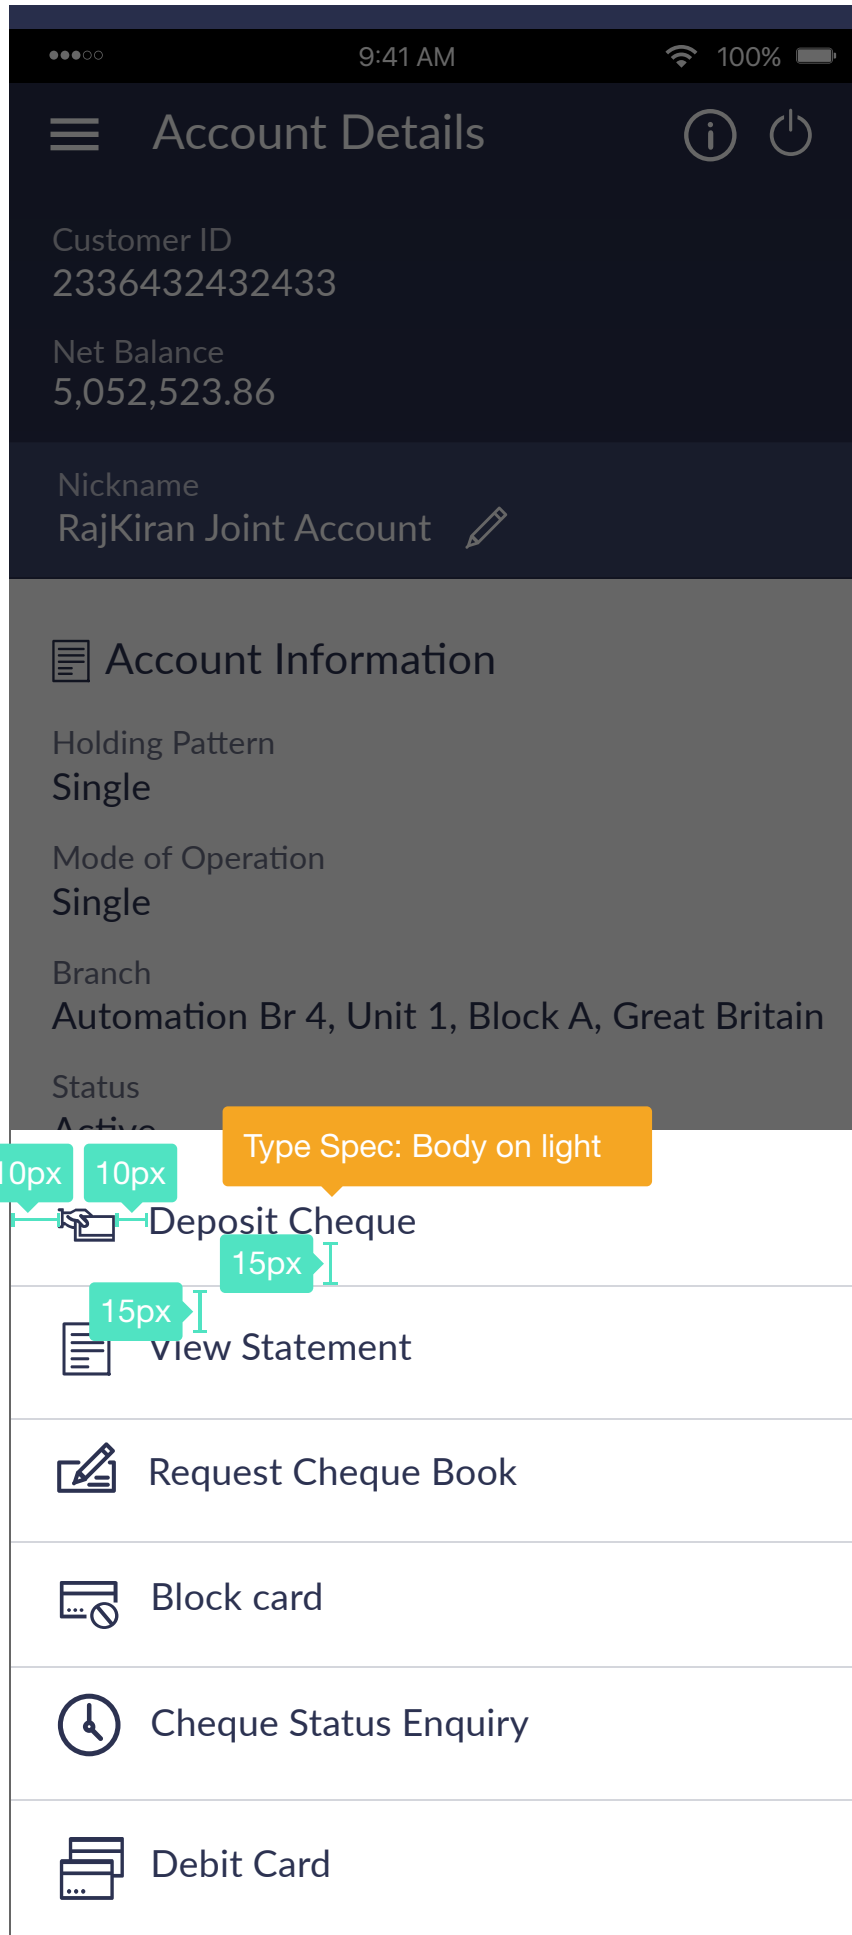 9:41 AM 100%
Account Details
Customer ID
2336432432433
Net Balance
5,052,523.86
Nickname
RajKiran Joint Account
Account Information
Holding Pattern
Single
Mode of Operation
Single
Branch
Automation Br 4, Unit 1, Block A, Great Britain
Status
Active
Type Spec: Body on light
10px 10px
Deposit Cheque
15px
15px
View Statement
Request Cheque Book
Block card
Cheque Status Enquiry
Debit Card